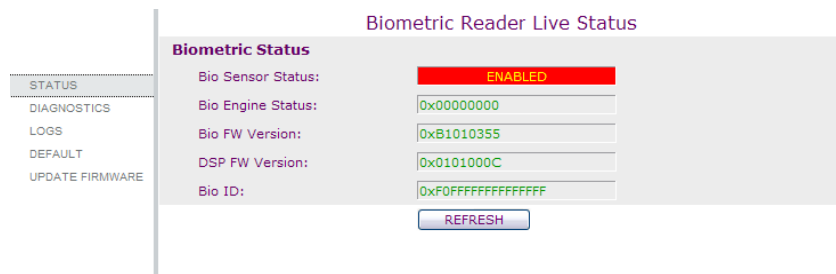 Biometric Reader Live Status
STATUS
DIAGNOSTICS
LOGS
DEFAULT
UPDATE FIRMWARE
Biometric Status
Bio Sensor Status: ENABLED
Bio Engine Status: 0x00000000
Bio FW Version: 0xB1010355
DSP FW Version: 0x0101000C
Bio ID: 0xF0FFFFFFFFFFFFFF
REFRESH